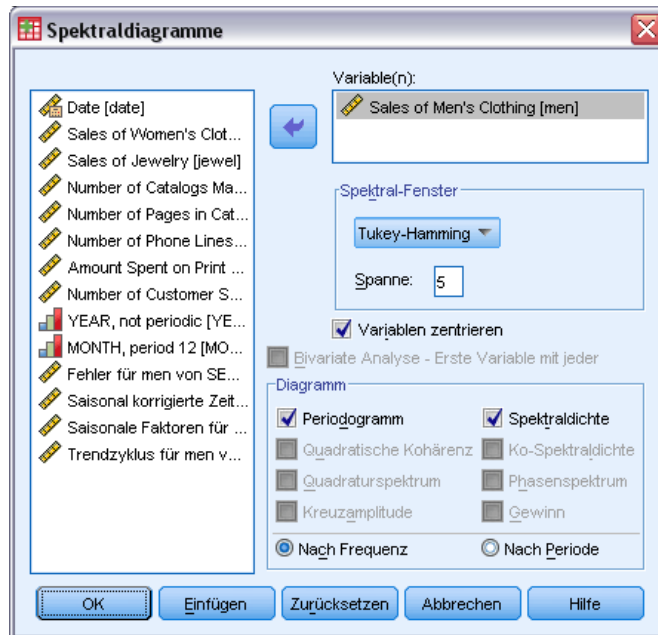 Spektraldiagramme
Date [date]
Sales of Women's Clot...
Sales of Jewelry [jewel]
Number of Catalogs Ma...
Number of Pages in Cat...
Number of Phone Lines...
Amount Spent on Print ...
Number of Customer S...
YEAR, not periodic [YE...
MONTH, period 12 [MO...
Fehler für men von SE...
Saisonal korrigierte Zeit...
Saisonale Faktoren für ...
Trendzyklus für men v...
Variable(n):
Sales of Men's Clothing [men]
Spektral-Fenster
Tukey-Hamming
Spanne: 5
Variablen zentrieren
Bivariate Analyse - Erste Variable mit jeder
Diagramm
Periodogramm Spektraldichte
Quadratische Kohärenz Ko-Spektraldichte
Quadraturspektrum Phasenspektrum
Kreuzamplitude Gewinn
Nach Frequenz Nach Periode
OK Einfügen Zurücksetzen Abbrechen Hilfe